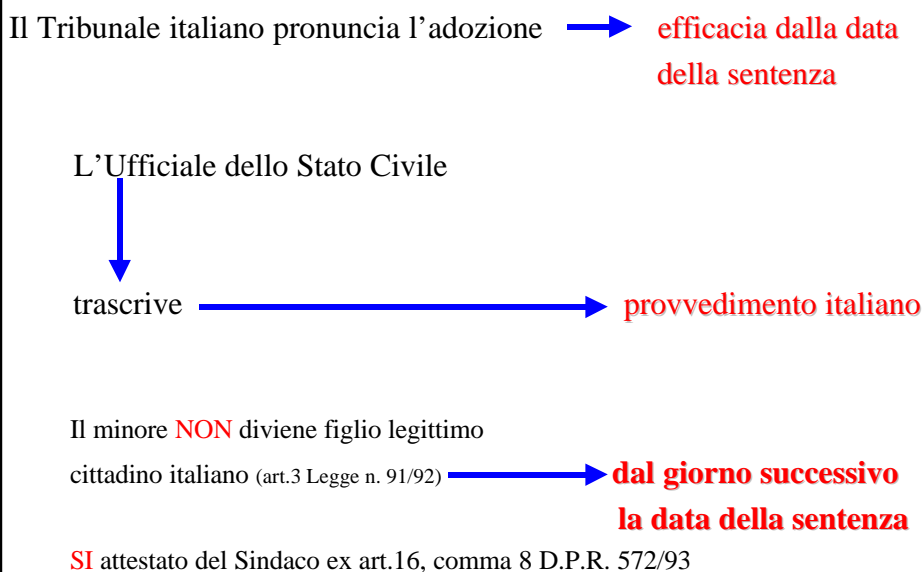 Il Tribunale italiano pronuncia l’adozione efficacia dalla data
della sentenza
L’Ufficiale dello Stato Civile
trascrive provvedimento italiano
Il minore NON diviene figlio legittimo
cittadino italiano (art.3 Legge n. 91/92) dal giorno successivo
la data della sentenza
SI attestato del Sindaco ex art.16, comma 8 D.P.R. 572/93